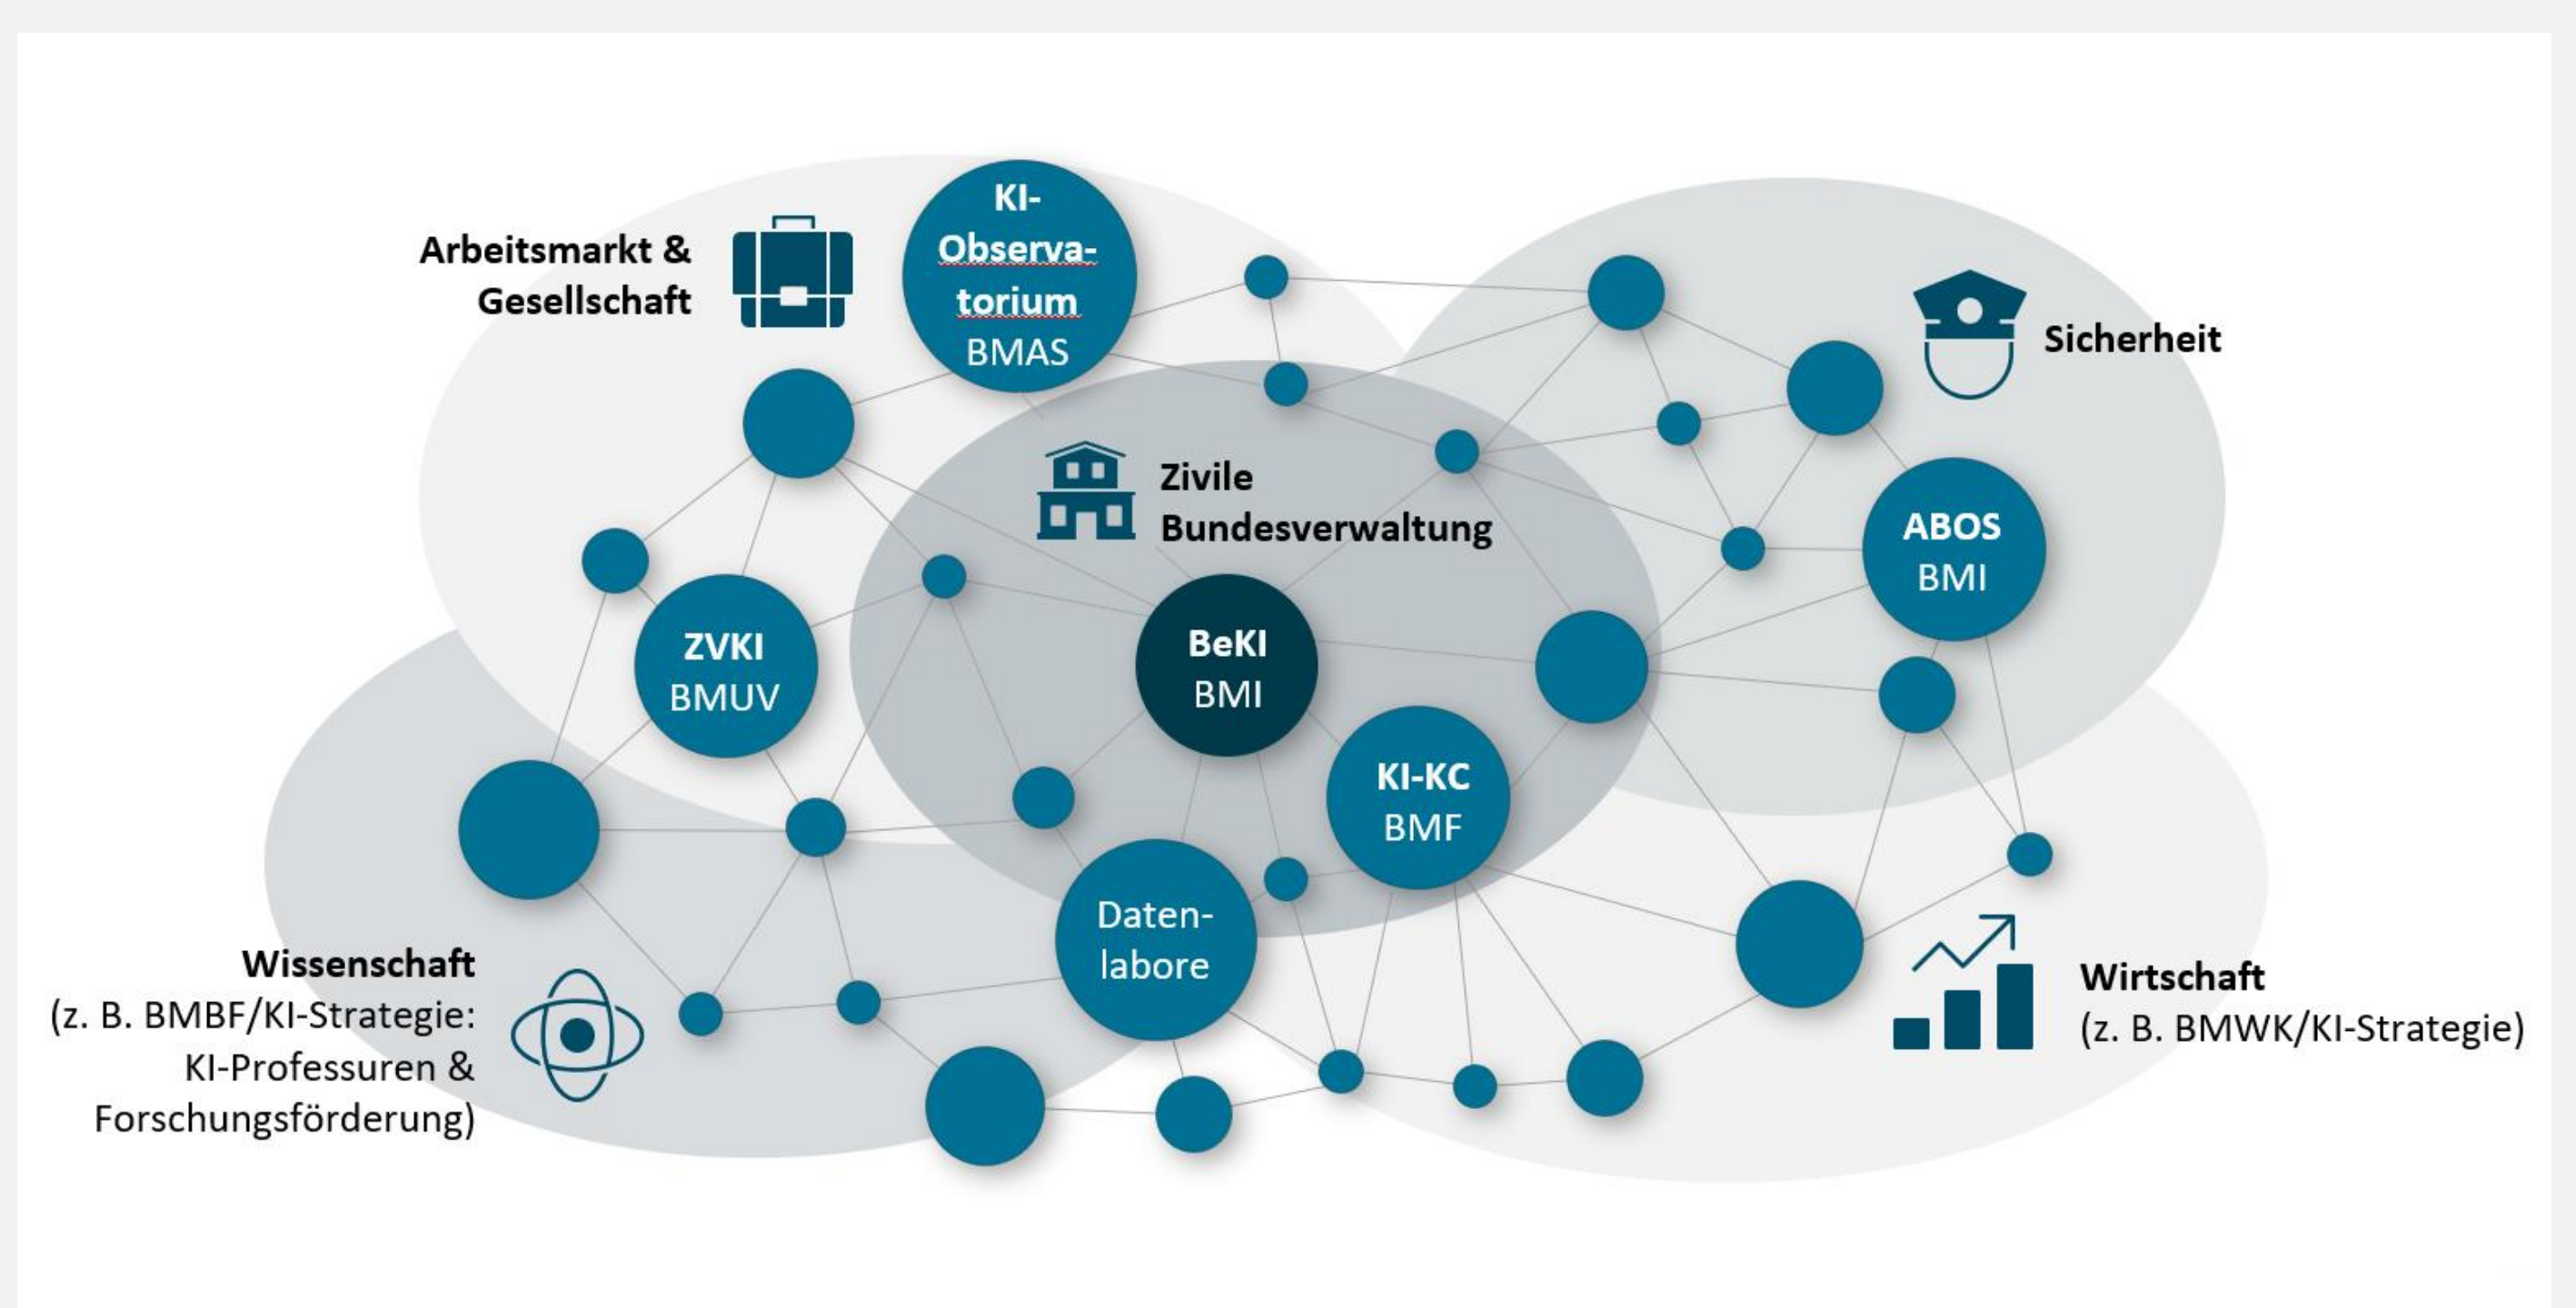 KI-
Observa-
torium
BMAS
Arbeitsmarkt &
Gesellschaft
Sicherheit
Zivile
Bundesverwaltung
ABOS
BMI
ZVKI
BMUV
BeKI
BMI
KI-KC
BMF
Daten-
labore
Wissenschaft
(z. B. BMBF/KI-Strategie:
KI-Professuren &
Forschungsförderung)
Wirtschaft
(z. B. BMWK/KI-Strategie)